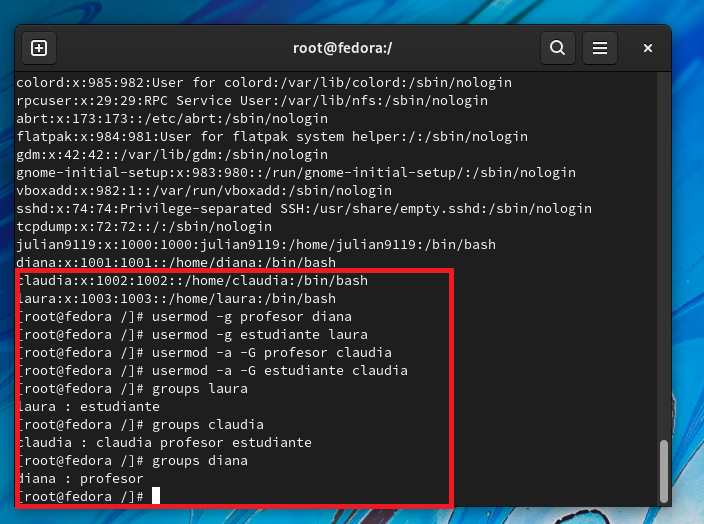 root@fedora:/
colord:x:985:982:User for colord:/var/lib/colord:/sbin/nologin
rpcuser:x:29:29:RPC Service User:/var/lib/nfs:/sbin/nologin
abrt:x:173:173::/etc/abrt:/sbin/nologin
flatpak:x:984:981:User for flatpak system helper:/:/sbin/nologin
gdm:x:42:42::/var/lib/gdm:/sbin/nologin
gnome-initial-setup:x:983:980::/run/gnome-initial-setup/:/sbin/nologin
vboxadd:x:982:1::/var/run/vboxadd:/sbin/nologin
sshd:x:74:74:Privilege-separated SSH:/usr/share/empty.sshd:/sbin/nologin
tcpdump:x:72:72::/:/sbin/nologin
julian9119:x:1000:1000:julian9119:/home/julian9119:/bin/bash
diana:x:1001:1001::/home/diana:/bin/bash
claudia:x:1002:1002::/home/claudia:/bin/bash
laura:x:1003:1003::/home/laura:/bin/bash
[root@fedora /]# usermod -g profesor diana
[root@fedora /]# usermod -g estudiante laura
[root@fedora /]# usermod -a -G profesor claudia
[root@fedora /]# usermod -a -G estudiante claudia
[root@fedora /]# groups laura
laura : estudiante
[root@fedora /]# groups claudia
claudia : claudia profesor estudiante
[root@fedora /]# groups diana
diana : profesor
[root@fedora /]#